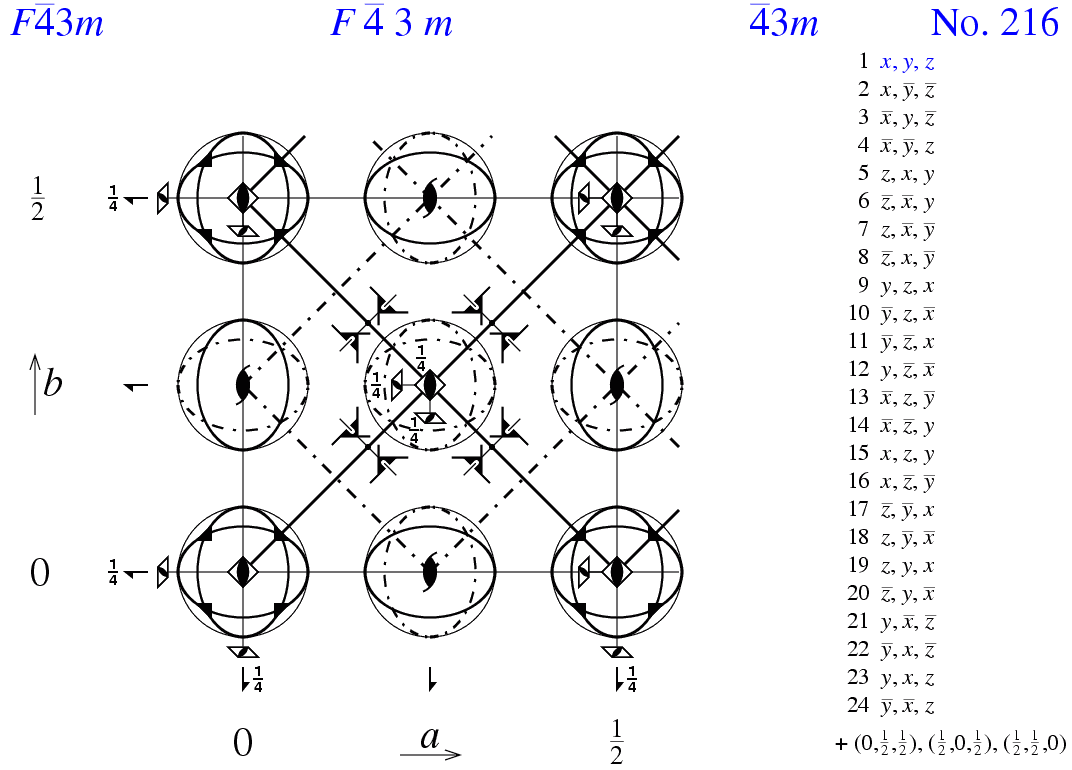 F4̅3m F 4̅ 3 m 4̅3m No. 216
1 x, y, z
2 x, y̅, z̅
3 x̅, y, z̅
4 x̅, y̅, z
5 z, x, y
6 z̅, x̅, y
7 z, x̅, y̅
8 z̅, x, y̅
9 y, z, x
10 y̅, z, x̅
11 y̅, z̅, x
12 y, z̅, x̅
13 x̅, z, y̅
14 x̅, z̅, y
15 x, z, y
16 x, z̅, y̅
17 z̅, y̅, x
18 z, y̅, x̅
19 z, y, x
20 z̅, y, x̅
21 y, x̅, z̅
22 y̅, x, z̅
23 y, x, z
24 y̅, x̅, z
+ (0,1/2,1/2), (1/2,0,1/2), (1/2,1/2,0)
1/2 1/4
1/4
b 1/4
1/4
0 1/4
1/4 1/4
0 a 1/2